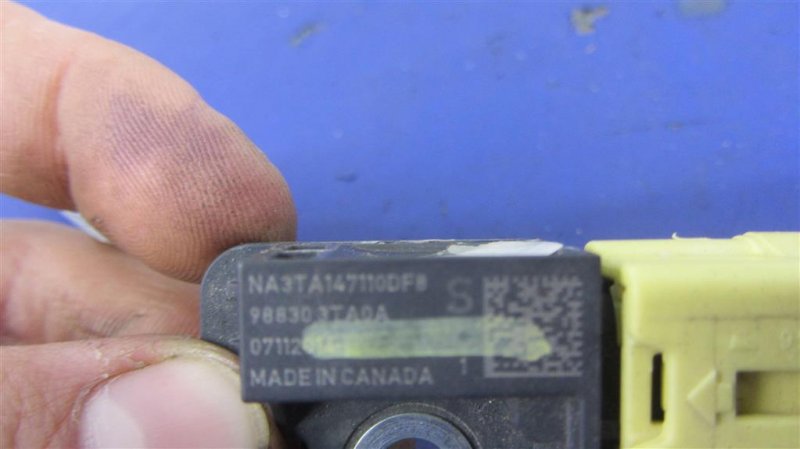 NA3TA147110DF8
S
98830 3TA0A
MADE IN CANADA
1